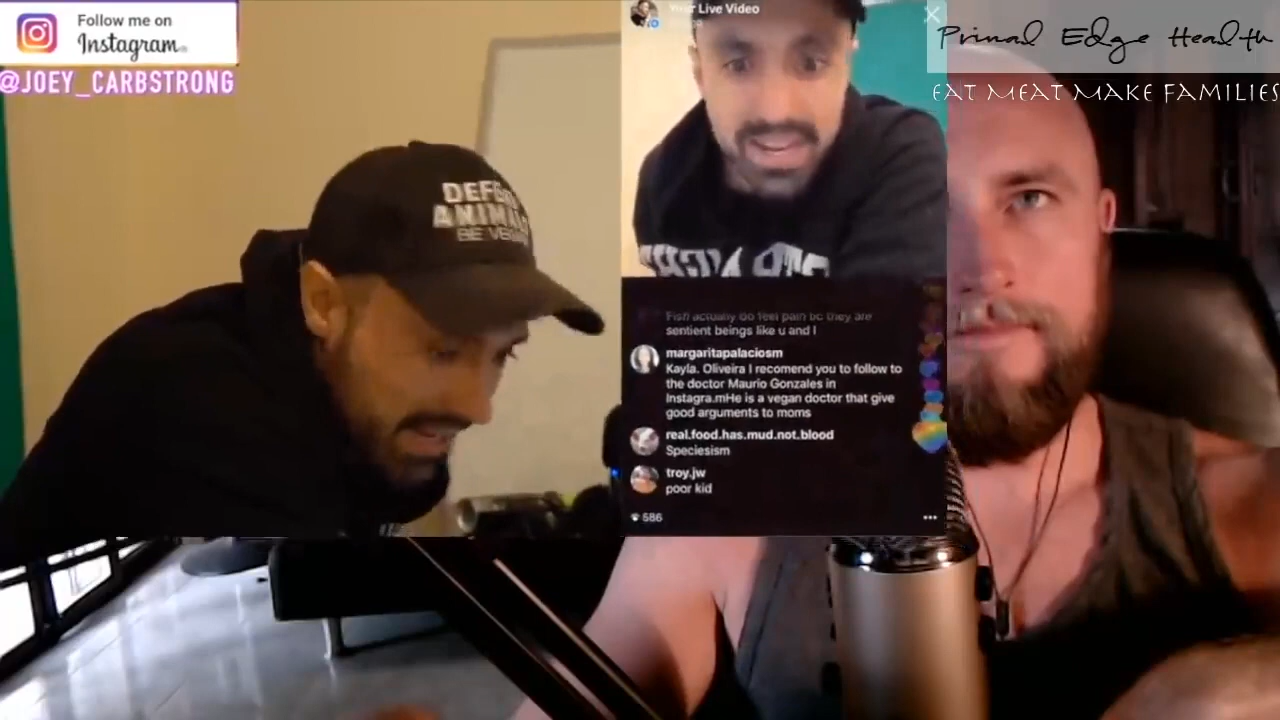 Follow me on
Instagram
@JOEY_CARBSTRONG
DEFEND
ANIMALS
BE VEGAN
Your Live Video
Primal Edge Health
EAT MEAT MAKE FAMILIES
Fish actually do feel pain bc they are
sentient beings like u and I
margaritapalaciosm
Kayla. Oliveira I recomend you to follow to
the doctor Maurio Gonzales in
Instagra.mHe is a vegan doctor that give
good arguments to moms
real.food.has.mud.not.blood
Speciesism
troy.jw
poor kid
586